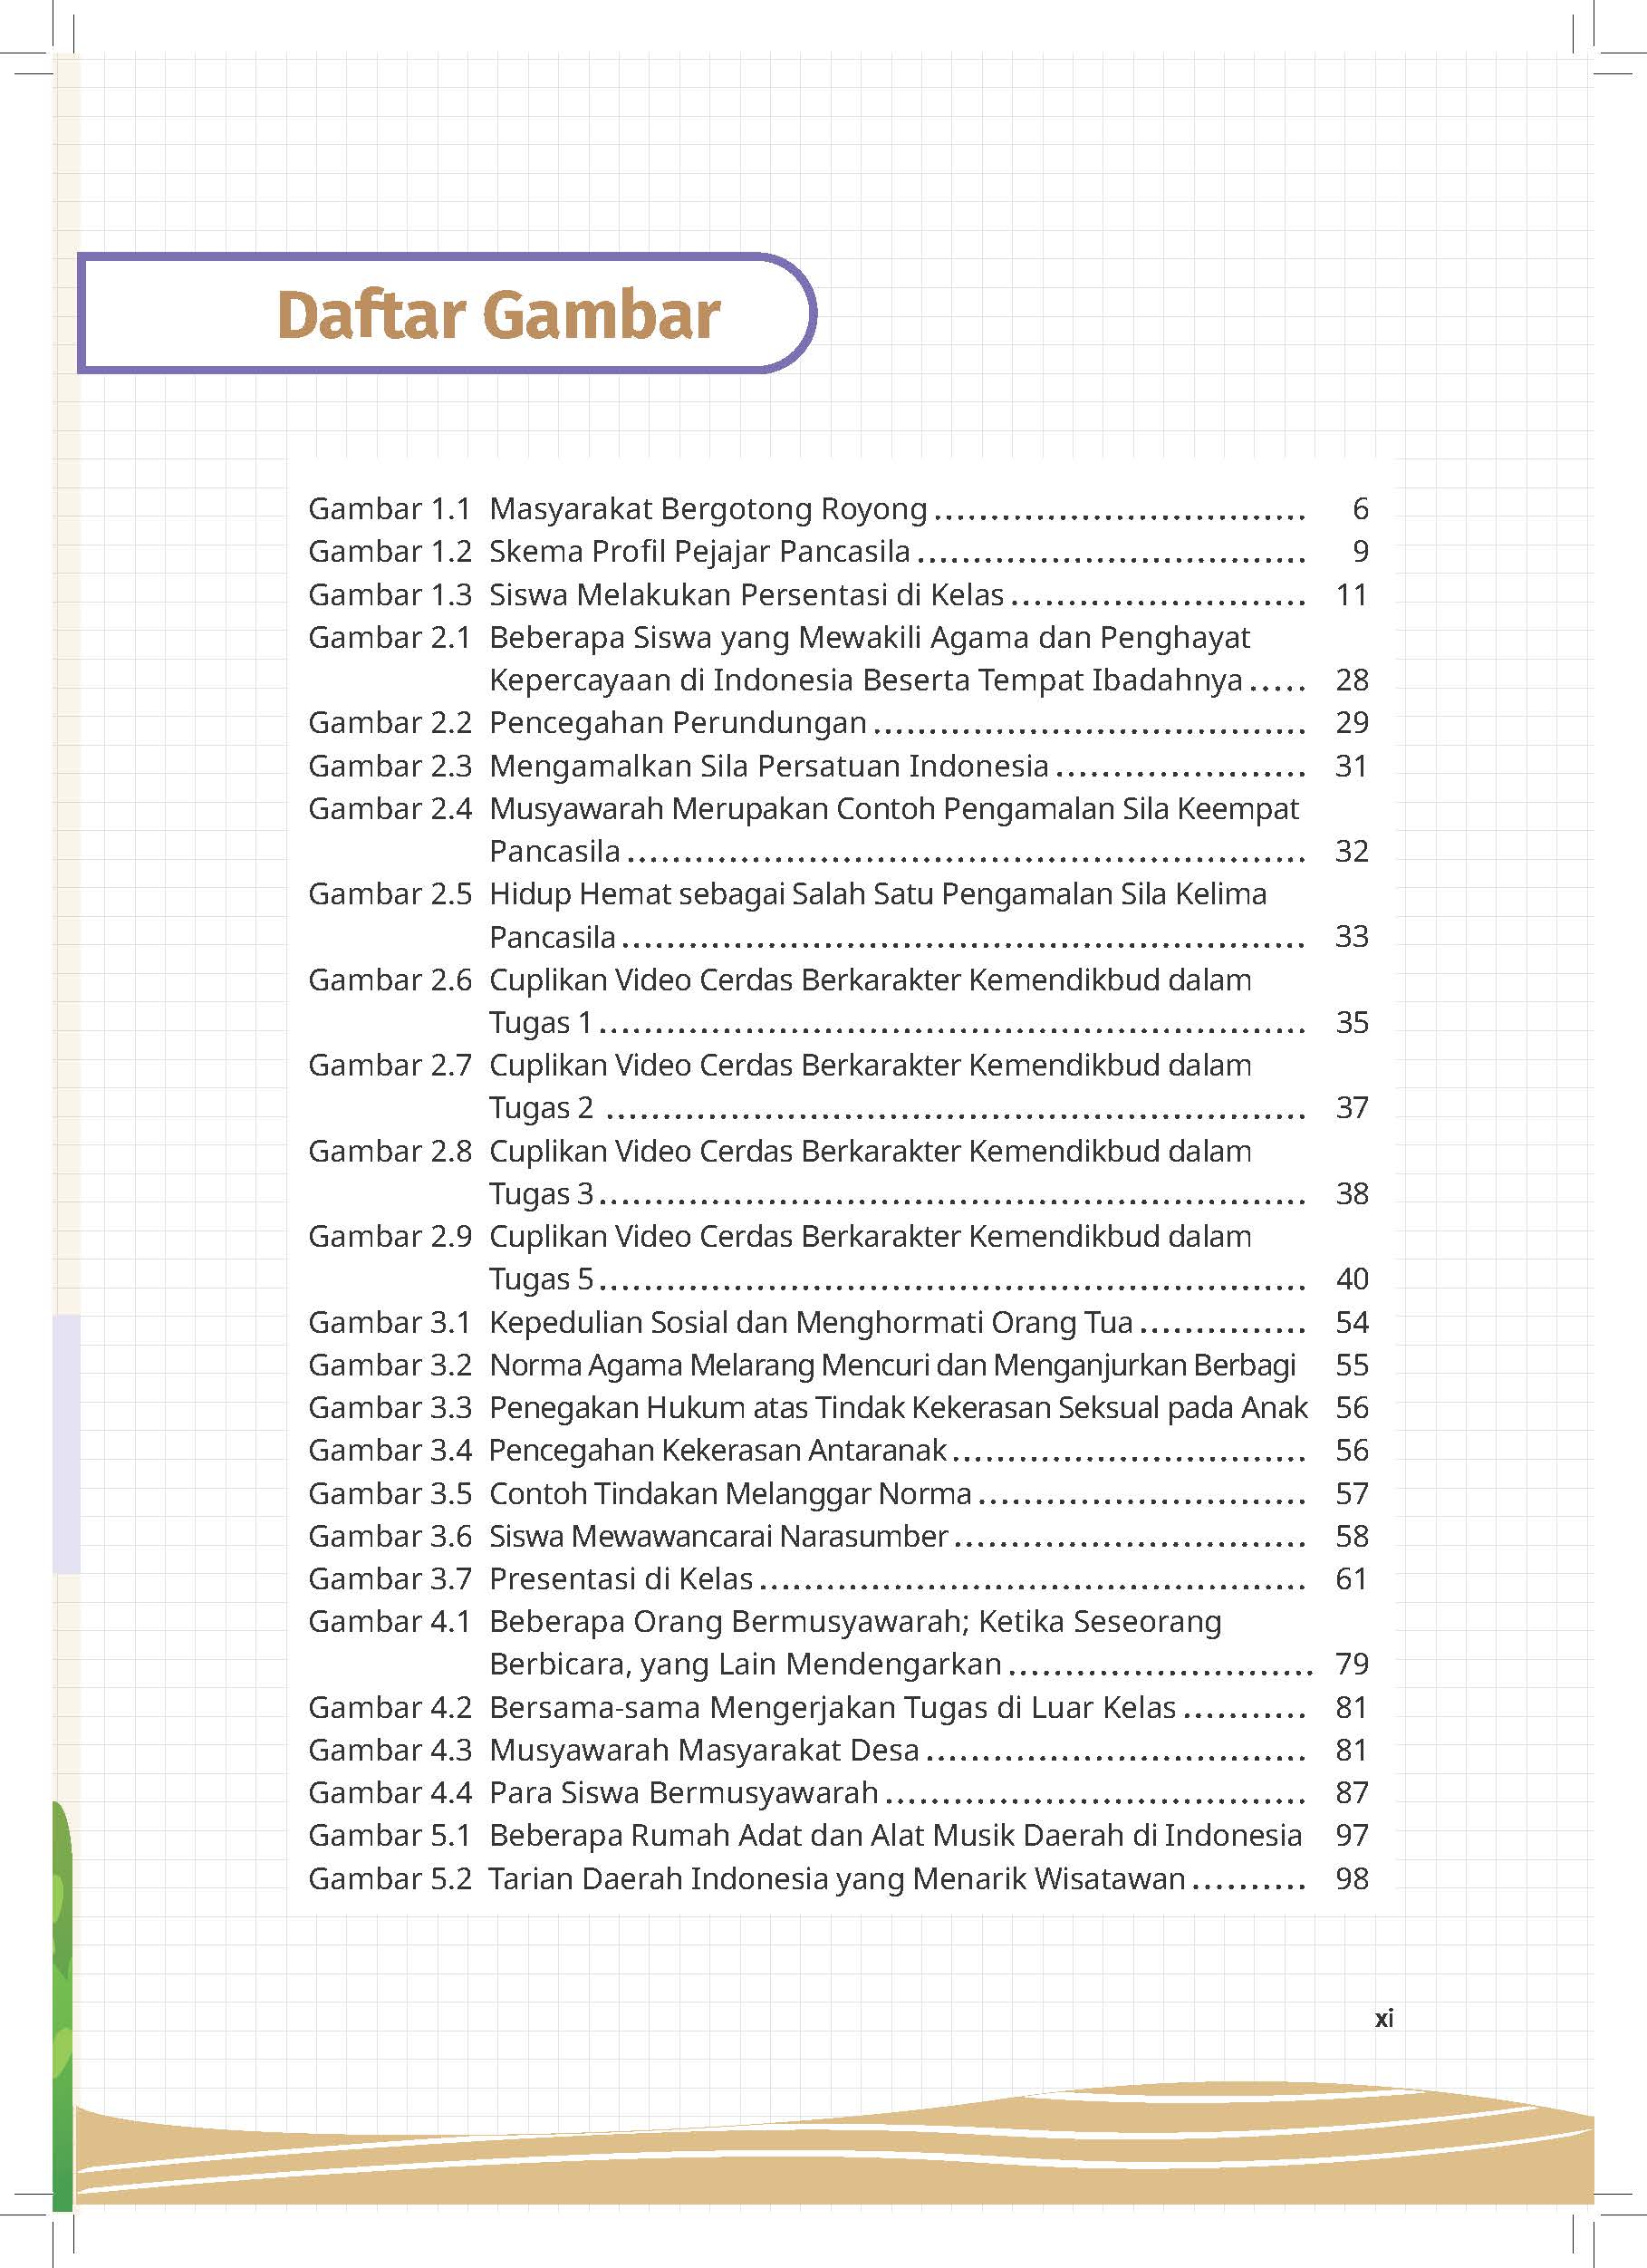 Daftar Gambar
Gambar 1.1 Masyarakat Bergotong Royong ................................. 6
Gambar 1.2 Skema Profil Pejajar Pancasila ................................... 9
Gambar 1.3 Siswa Melakukan Persentasi di Kelas .......................... 11
Gambar 2.1 Beberapa Siswa yang Mewakili Agama dan Penghayat
Kepercayaan di Indonesia Beserta Tempat Ibadahnya ..... 28
Gambar 2.2 Pencegahan Perundungan ...................................... 29
Gambar 2.3 Mengamalkan Sila Persatuan Indonesia ...................... 31
Gambar 2.4 Musyawarah Merupakan Contoh Pengamalan Sila Keempat
Pancasila ............................................................ 32
Gambar 2.5 Hidup Hemat sebagai Salah Satu Pengamalan Sila Kelima
Pancasila ............................................................. 33
Gambar 2.6 Cuplikan Video Cerdas Berkarakter Kemendikbud dalam
Tugas 1 ............................................................... 35
Gambar 2.7 Cuplikan Video Cerdas Berkarakter Kemendikbud dalam
Tugas 2 .............................................................. 37
Gambar 2.8 Cuplikan Video Cerdas Berkarakter Kemendikbud dalam
Tugas 3 ............................................................... 38
Gambar 2.9 Cuplikan Video Cerdas Berkarakter Kemendikbud dalam
Tugas 5 ............................................................... 40
Gambar 3.1 Kepedulian Sosial dan Menghormati Orang Tua ............... 54
Gambar 3.2 Norma Agama Melarang Mencuri dan Menganjurkan Berbagi 55
Gambar 3.3 Penegakan Hukum atas Tindak Kekerasan Seksual pada Anak 56
Gambar 3.4 Pencegahan Kekerasan Antaranak ............................... 56
Gambar 3.5 Contoh Tindakan Melanggar Norma ............................. 57
Gambar 3.6 Siswa Mewawancarai Narasumber ............................... 58
Gambar 3.7 Presentasi di Kelas ................................................ 61
Gambar 4.1 Beberapa Orang Bermusyawarah; Ketika Seseorang
Berbicara, yang Lain Mendengarkan ........................... 79
Gambar 4.2 Bersama-sama Mengerjakan Tugas di Luar Kelas ........... 81
Gambar 4.3 Musyawarah Masyarakat Desa .................................. 81
Gambar 4.4 Para Siswa Bermusyawarah ..................................... 87
Gambar 5.1 Beberapa Rumah Adat dan Alat Musik Daerah di Indonesia 97
Gambar 5.2 Tarian Daerah Indonesia yang Menarik Wisatawan .......... 98
xi